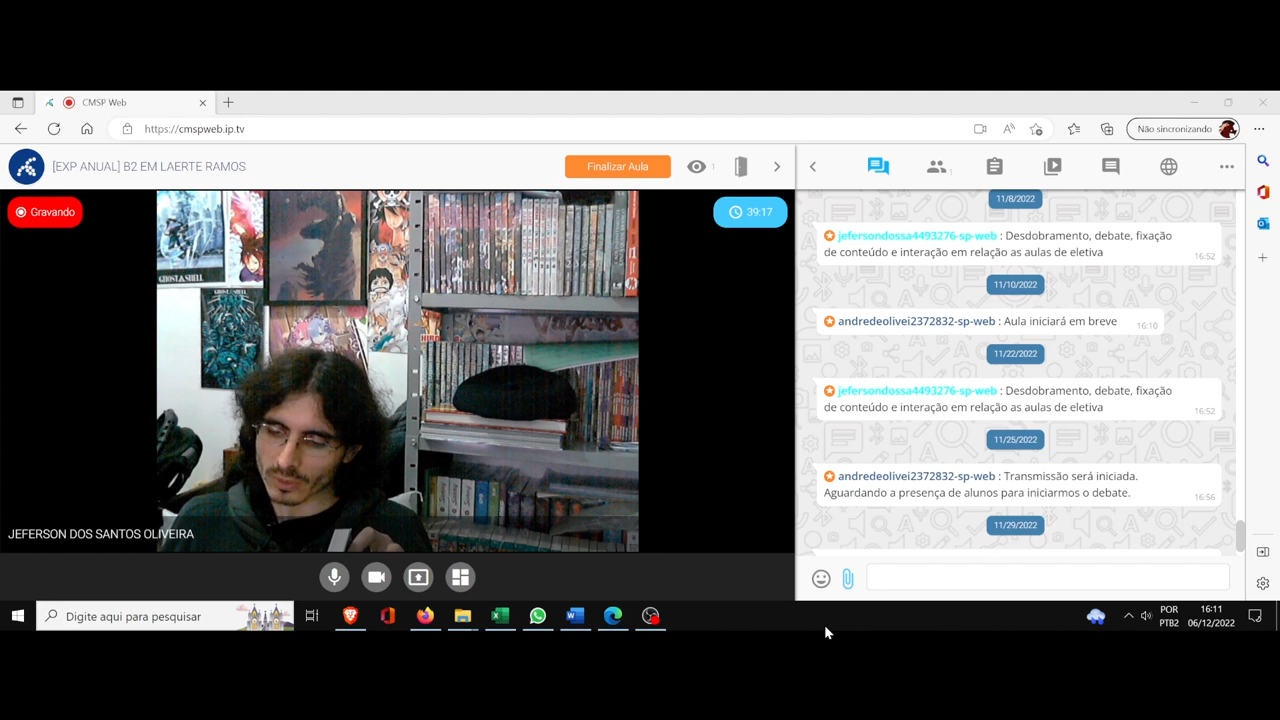 CMSP Web
https://cmspweb.ip.tv
Não sincronizando
[EXP ANUAL] B2 EM LAERTE RAMOS
Finalizar Aula
1
Gravando
39:17
GHOST IN THE SHELL
HIRO
JEFERSON DOS SANTOS OLIVEIRA
11/8/2022
jefersondossa4493276-sp-web : Desdobramento, debate, fixação
de conteúdo e interação em relação as aulas de eletiva
16:52
11/10/2022
andredeolivei2372832-sp-web : Aula iniciará em breve
16:10
11/22/2022
jefersondossa4493276-sp-web : Desdobramento, debate, fixação
de conteúdo e interação em relação as aulas de eletiva
16:52
11/25/2022
andredeolivei2372832-sp-web : Transmissão será iniciada.
Aguardando a presença de alunos para iniciarmos o debate.
16:56
11/29/2022
Digite aqui para pesquisar
POR
PTB2
16:11
06/12/2022